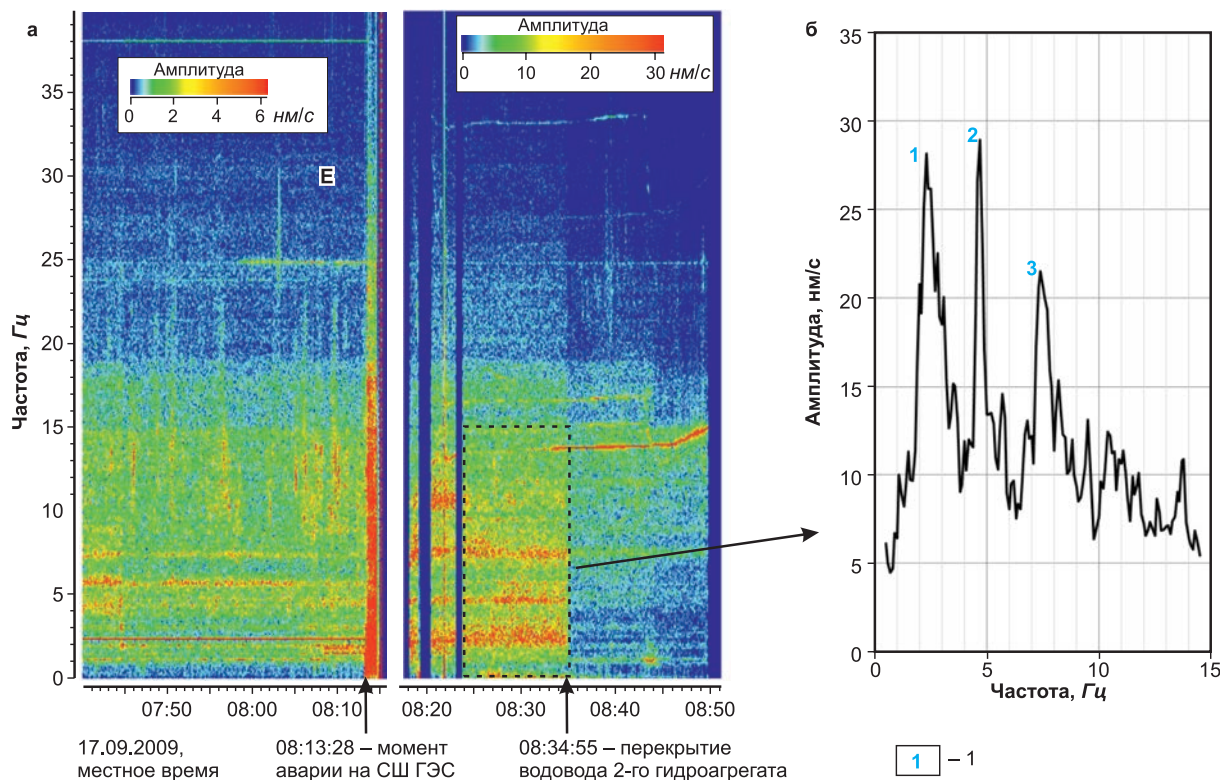 а
б
Амплитуда
0 2 4 6 нм/с
Амплитуда
0 10 20 30 нм/с
E
Частота, Гц
35
30
25
20
15
10
5
0
07:50 08:00 08:10
08:20 08:30 08:40 08:50
17.09.2009,
местное время
08:13:28 – момент
аварии на СШ ГЭС
08:34:55 – перекрытие
водовода 2-го гидроагрегата
Амплитуда, нм/с
35
30
25
20
15
10
5
0
1
2
3
0 5 10 15
Частота, Гц
1 – 1